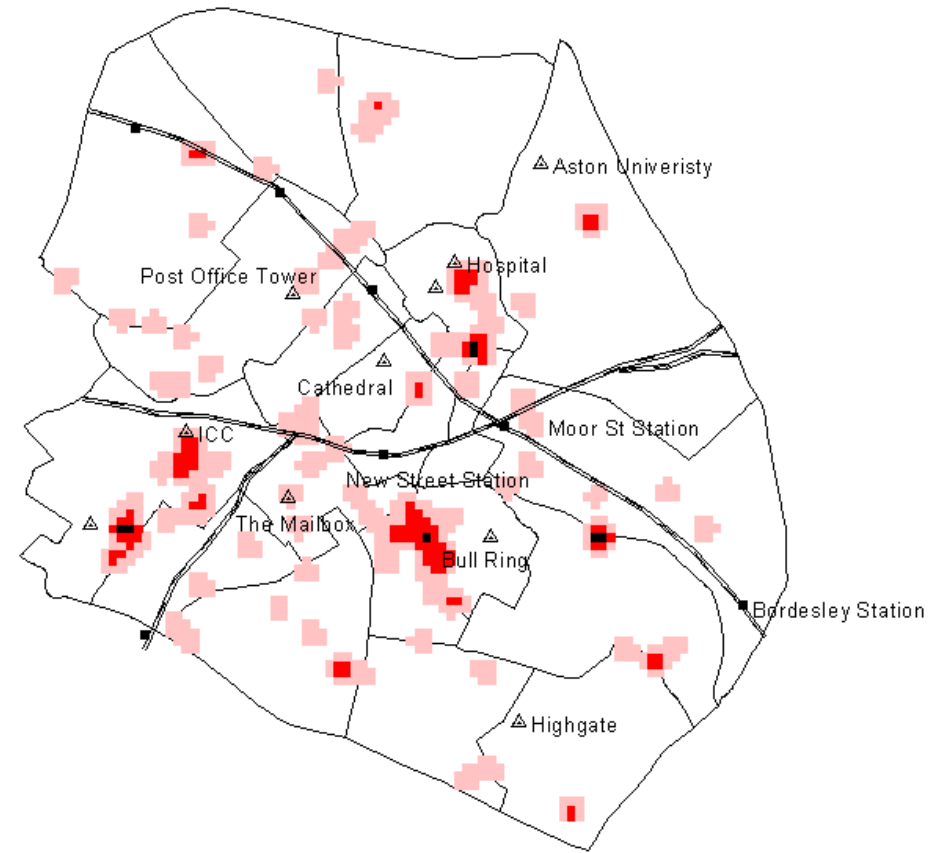 Aston Univeristy
Hospital
Post Office Tower
Cathedral
Moor St Station
ICC
New Street Station
The Mailbox
Bull Ring
Bordesley Station
Highgate